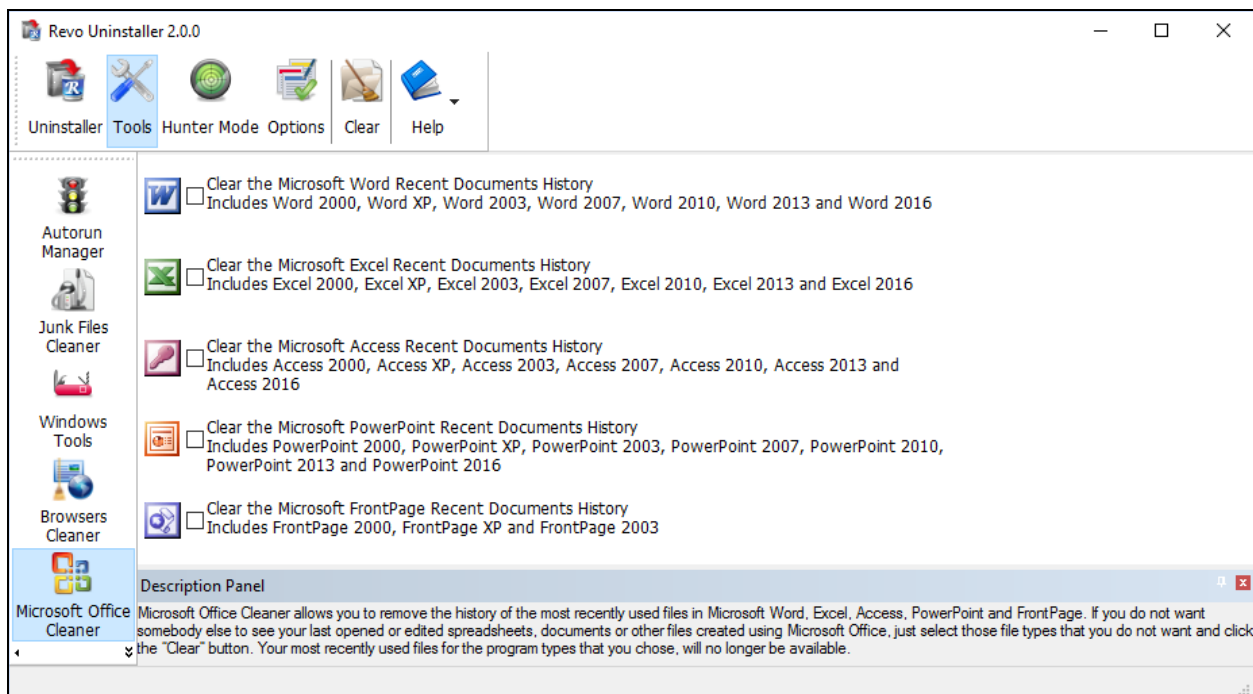 Revo Uninstaller 2.0.0
Uninstaller Tools Hunter Mode Options Clear Help
Autorun
Manager
Junk Files
Cleaner
Windows
Tools
Browsers
Cleaner
Microsoft Office
Cleaner
Clear the Microsoft Word Recent Documents History
Includes Word 2000, Word XP, Word 2003, Word 2007, Word 2010, Word 2013 and Word 2016
Clear the Microsoft Excel Recent Documents History
Includes Excel 2000, Excel XP, Excel 2003, Excel 2007, Excel 2010, Excel 2013 and Excel 2016
Clear the Microsoft Access Recent Documents History
Includes Access 2000, Access XP, Access 2003, Access 2007, Access 2010, Access 2013 and
Access 2016
Clear the Microsoft PowerPoint Recent Documents History
Includes PowerPoint 2000, PowerPoint XP, PowerPoint 2003, PowerPoint 2007, PowerPoint 2010,
PowerPoint 2013 and PowerPoint 2016
Clear the Microsoft FrontPage Recent Documents History
Includes FrontPage 2000, FrontPage XP and FrontPage 2003
Description Panel
Microsoft Office Cleaner allows you to remove the history of the most recently used files in Microsoft Word, Excel, Access, PowerPoint and FrontPage. If you do not want
somebody else to see your last opened or edited spreadsheets, documents or other files created using Microsoft Office, just select those file types that you do not want and click
the "Clear" button. Your most recently used files for the program types that you chose, will no longer be available.